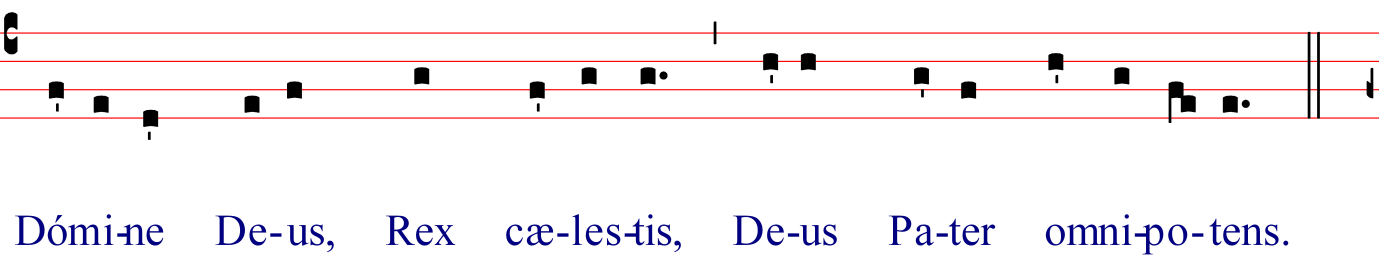 Dómi-ne De-us, Rex cæ-les-tis, De-us Pa-ter omni-po-tens.